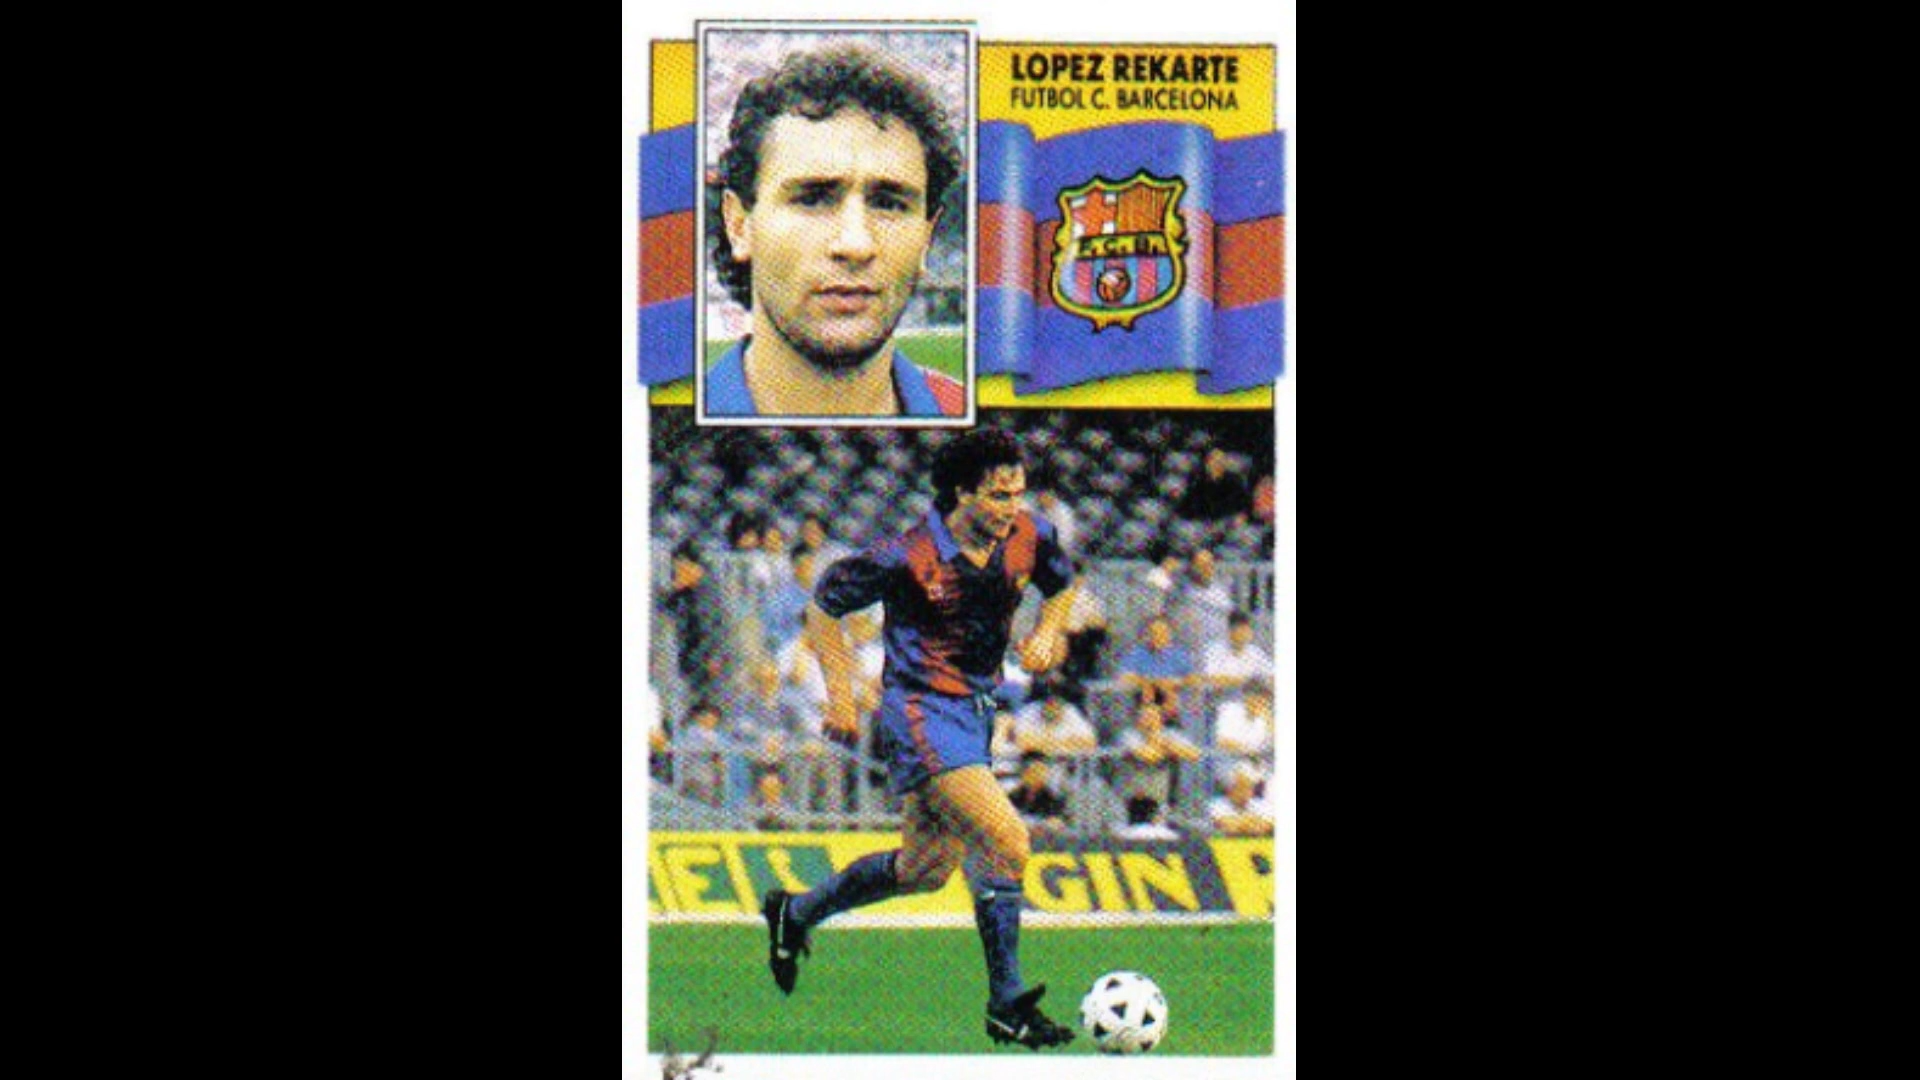 LOPEZ REKARTE
FUTBOL C. BARCELONA
F.C.B.
GIN